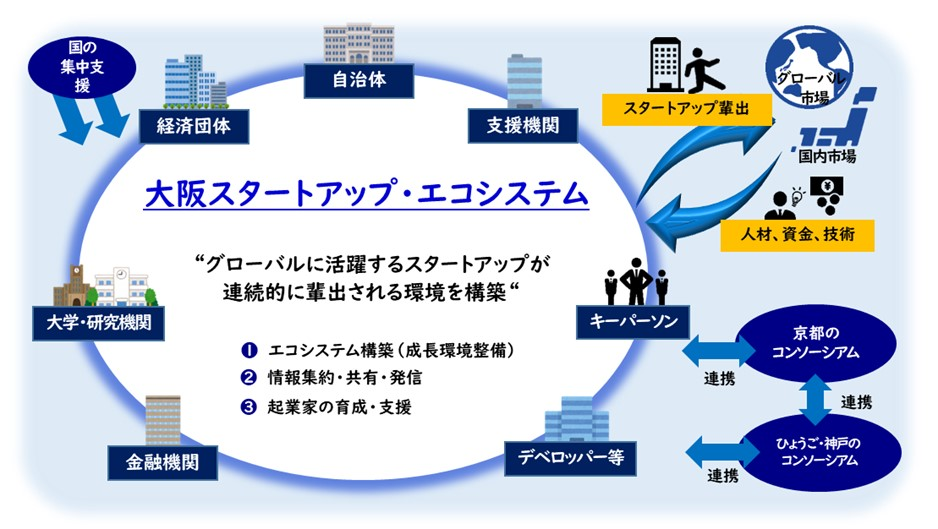 国の
集中支
援
自治体
経済団体
支援機関
スタートアップ輩出
グローバル
市場
国内市場
人材、資金、技術
¥
大阪スタートアップ・エコシステム
“グローバルに活躍するスタートアップが
連続的に輩出される環境を構築“
❶ エコシステム構築(成長環境整備)
❷ 情報集約・共有・発信
❸ 起業家の育成・支援
大学・研究機関
キーパーソン
金融機関
デベロッパー等
京都の
コンソーシアム
連携
連携
ひょうご・神戸の
コンソーシアム
連携